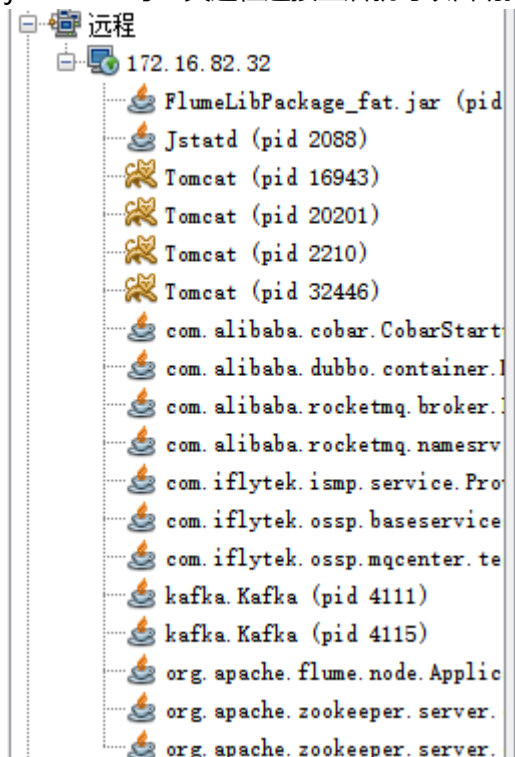 远程
172.16.82.32
FlumeLibPackage_fat.jar (pid
Jstatd (pid 2088)
Tomcat (pid 16943)
Tomcat (pid 20201)
Tomcat (pid 2210)
Tomcat (pid 32446)
com.alibaba.cobar.CobarStart
com.alibaba.dubbo.container.
com.alibaba.rocketmq.broker.
com.alibaba.rocketmq.namesrv
com.iflytek.ismp.service.Pro
com.iflytek.ossp.baseservice
com.iflytek.ossp.mqcenter.te
kafka.Kafka (pid 4111)
kafka.Kafka (pid 4115)
org.apache.flume.node.Applic
org.apache.zookeeper.server.
org.apache.zookeeper.server.